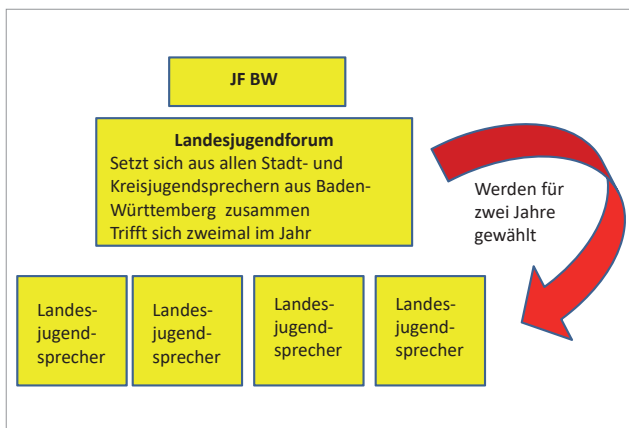 JF BW
Landesjugendforum
Setzt sich aus allen Stadt- und
Kreisjugendsprechern aus Baden-
Württemberg zusammen
Trifft sich zweimal im Jahr
Werden für
zwei Jahre
gewählt
Landes-
jugend-
sprecher
Landes-
jugend-
sprecher
Landes-
jugend-
sprecher
Landes-
jugend-
sprecher